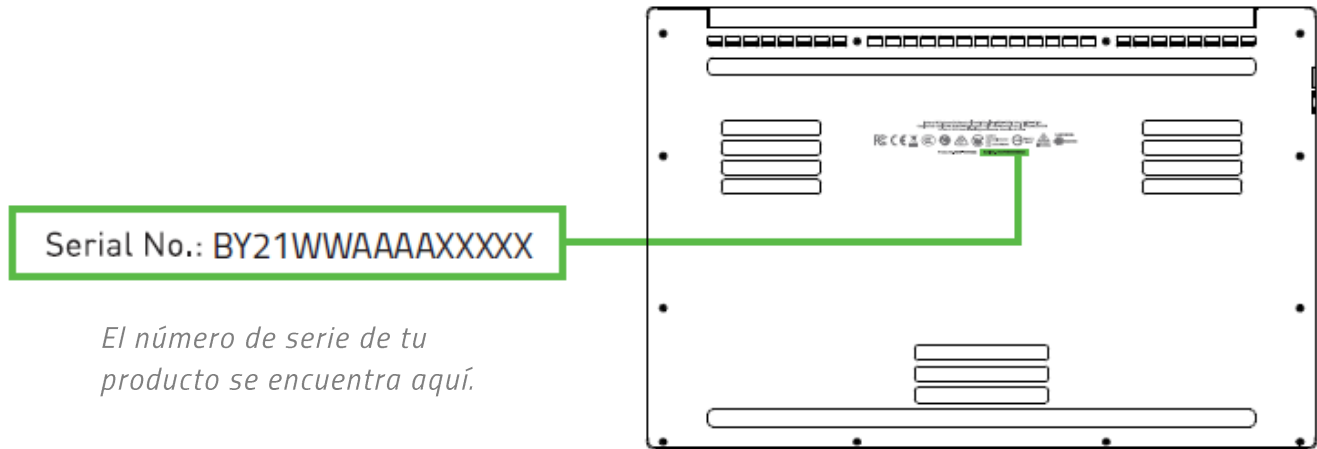 Serial No.: BY21WWAAAAXXXXX
El número de serie de tu
producto se encuentra aquí.